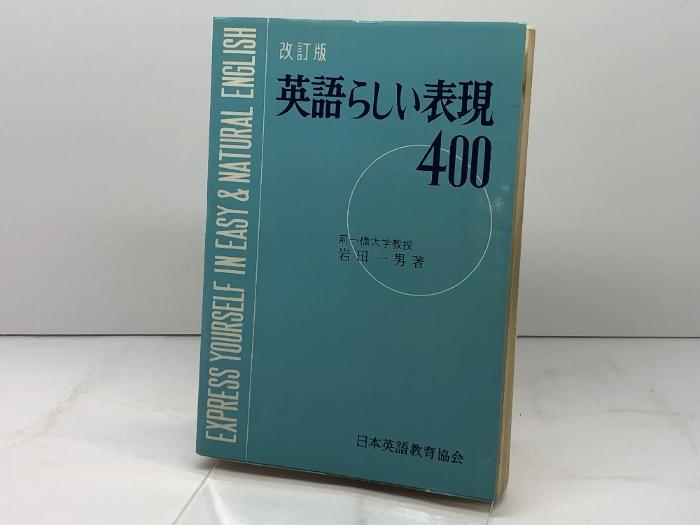 EXPRESS YOURSELF IN EASY & NATURAL ENGLISH
改訂版
英語らしい表現
400
前一橋大学教授
岩田一男著
日本英語教育協会